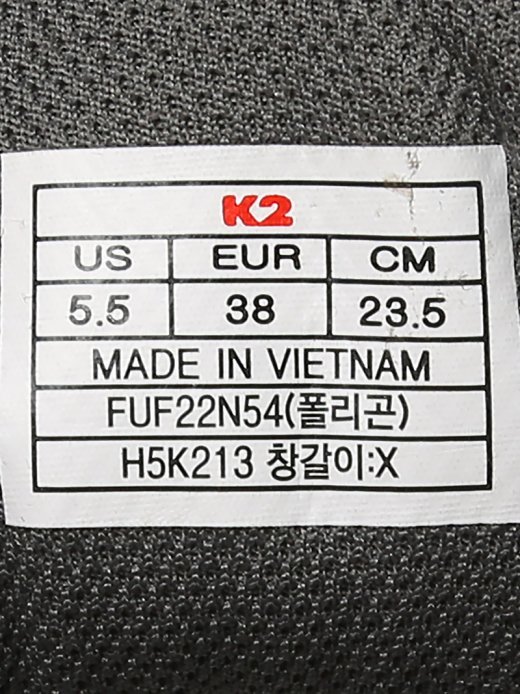 K2
US EUR CM
5.5 38 23.5
MADE IN VIETNAM
FUF22N54(폴리곤)
H5K213 창갈이:X